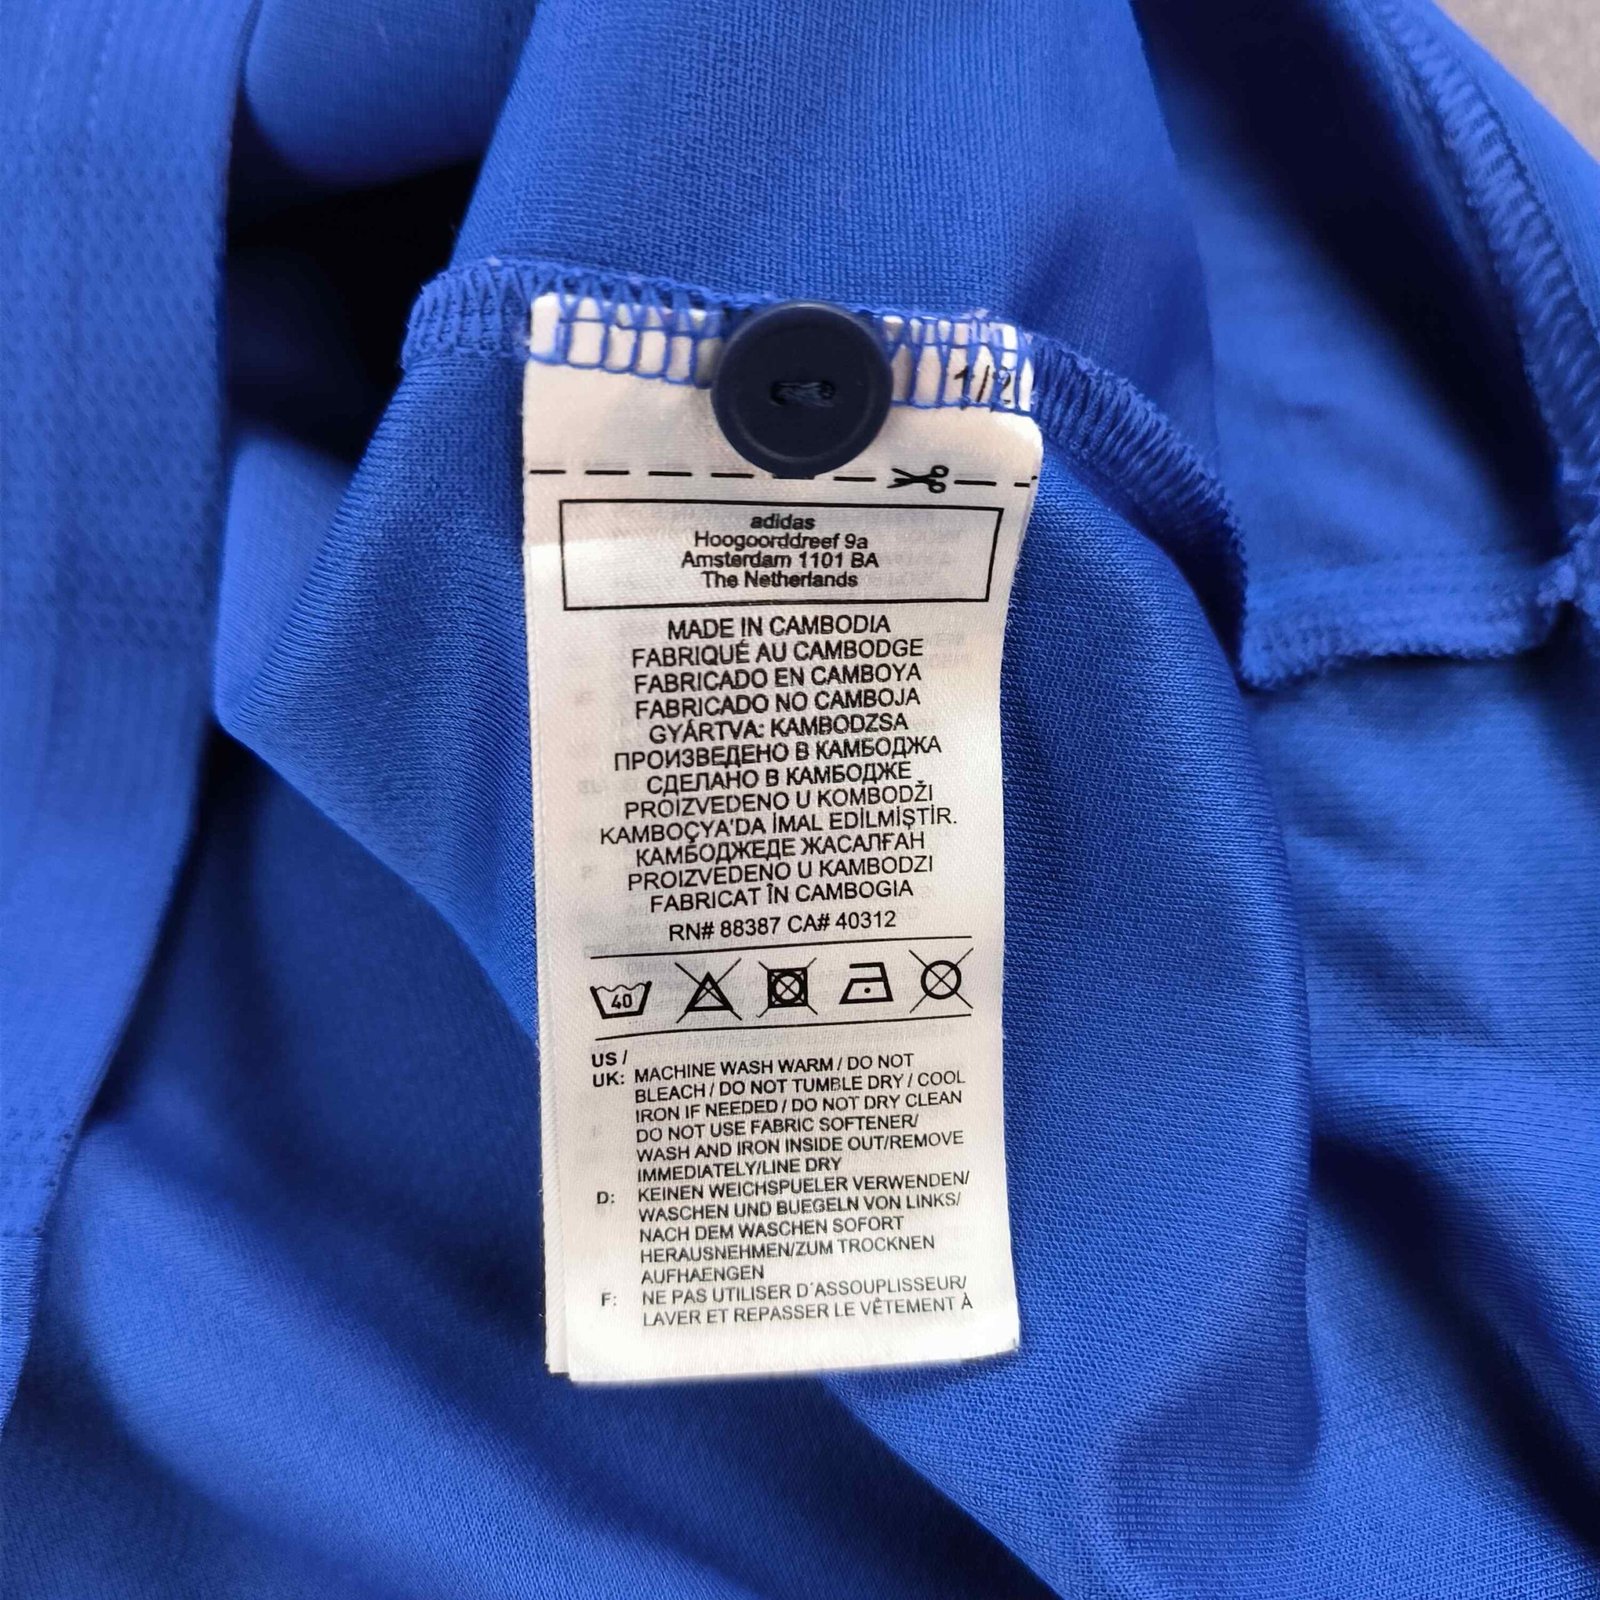 1/2
adidas
Hoogoorddreef 9a
Amsterdam 1101 BA
The Netherlands
MADE IN CAMBODIA
FABRIQUÉ AU CAMBODGE
FABRICADO EN CAMBOYA
FABRICADO NO CAMBOJA
GYÁRTVA: KAMBODZSA
ПРОИЗВЕДЕНО В КАМБОДЖА
СДЕЛАНО В КАМБОДЖЕ
PROIZVEDENO U KOMBODŽI
KAMBOÇYA'DA İMAL EDİLMİŞTİR.
КАМБОДЖЕДЕ ЖАСАЛҒАН
PROIZVEDENO U KAMBODZI
FABRICAT ÎN CAMBOGIA
RN# 88387 CA# 40312
40
US /
UK: MACHINE WASH WARM / DO NOT
BLEACH / DO NOT TUMBLE DRY / COOL
IRON IF NEEDED / DO NOT DRY CLEAN
DO NOT USE FABRIC SOFTENER/
WASH AND IRON INSIDE OUT/REMOVE
IMMEDIATELY/LINE DRY
D: KEINEN WEICHSPUELER VERWENDEN/
WASCHEN UND BUEGELN VON LINKS/
NACH DEM WASCHEN SOFORT
HERAUSNEHMEN/ZUM TROCKNEN
AUFHAENGEN
F: NE PAS UTILISER D´ASSOUPLISSEUR/
LAVER ET REPASSER LE VÊTEMENT À